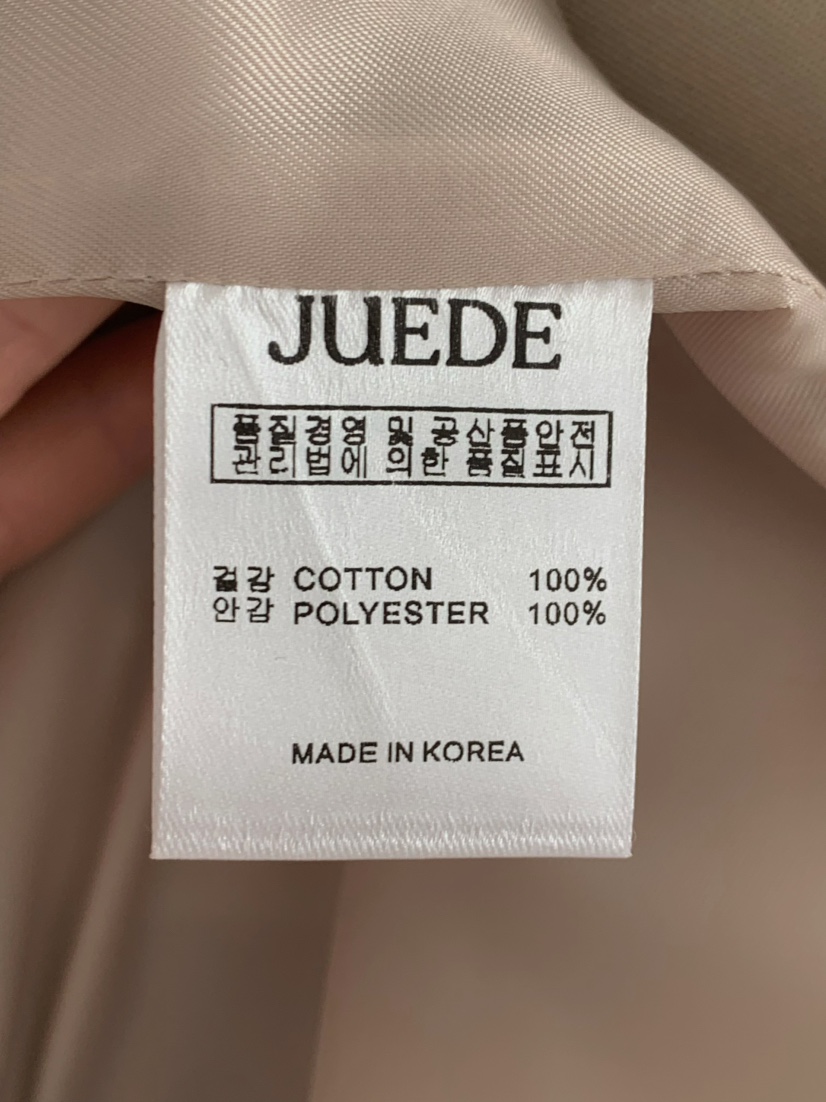 JUEDE
품질경영 및 공산품안전
관리법에 의한 품질표시
겉감 COTTON 100%
안감 POLYESTER 100%
MADE IN KOREA